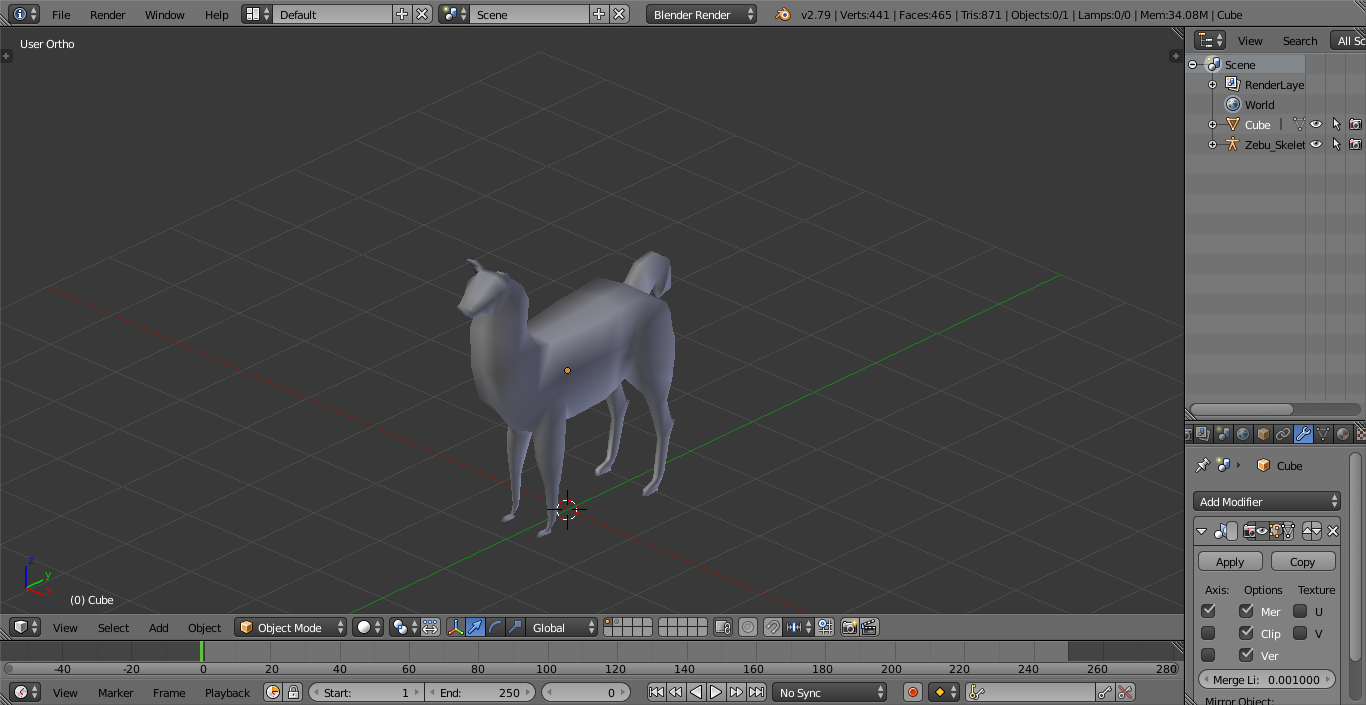 File Render Window Help Default Scene Blender Render v2.79 | Verts:441 | Faces:465 | Tris:871 | Objects:0/1 | Lamps:0/0 | Mem:34.08M | Cube
User Ortho
View Search All Sc
Scene
RenderLaye
World
Cube
Zebu_Skelet
Cube
Add Modifier
Apply Copy
Axis: Options Texture
Mer U
Clip V
Ver
Merge Li: 0.001000
Mirror Object:
z
y
(0) Cube
View Select Add Object Object Mode Global
-40 -20 0 20 40 60 80 100 120 140 160 180 200 220 240 260 280
View Marker Frame Playback Start: 1 End: 250 0 No Sync